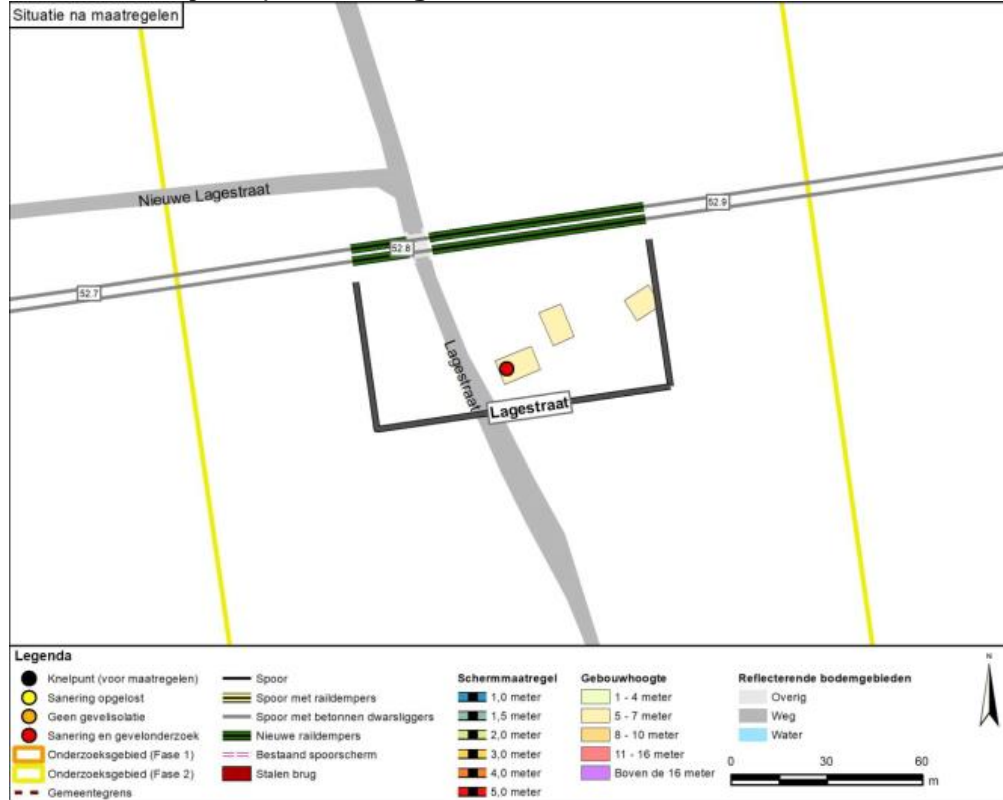 Situatie na maatregelen
Nieuwe Lagestraat
52.9
52.8
52.7
Lagestraat
Lagestraat
Legenda
Knelpunt (voor maatregelen)
Sanering opgelost
Geen gevelisolatie
Sanering en gevelonderzoek
Onderzoeksgebied (Fase 1)
Onderzoeksgebied (Fase 2)
Gemeentegrens
Spoor
Spoor met raildempers
Spoor met betonnen dwarsliggers
Nieuwe raildempers
Bestaand spoorscherm
Stalen brug
Schermmaatregel
1,0 meter
1,5 meter
2,0 meter
3,0 meter
4,0 meter
5,0 meter
Gebouwhoogte
1 - 4 meter
5 - 7 meter
8 - 10 meter
11 - 16 meter
Boven de 16 meter
Reflecterende bodemgebieden
Overig
Weg
Water
N
0 30 60
m